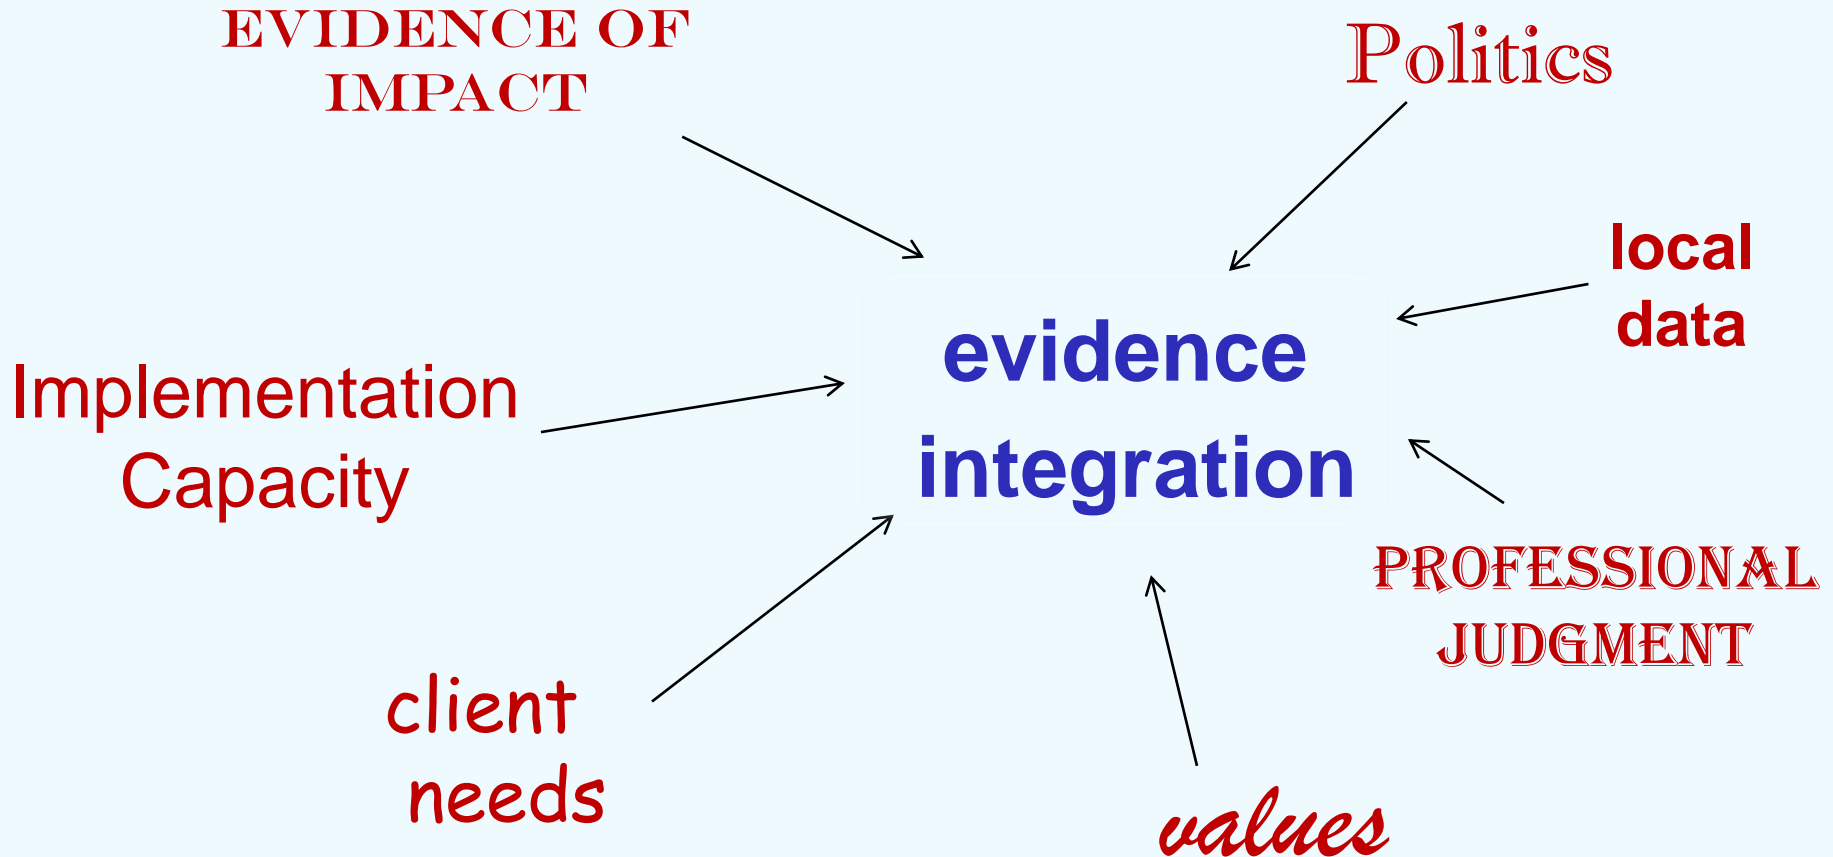 EVIDENCE OF
IMPACT
Politics
local
data
evidence
integration
Implementation
Capacity
PROFESSIONAL
JUDGMENT
client
needs
values